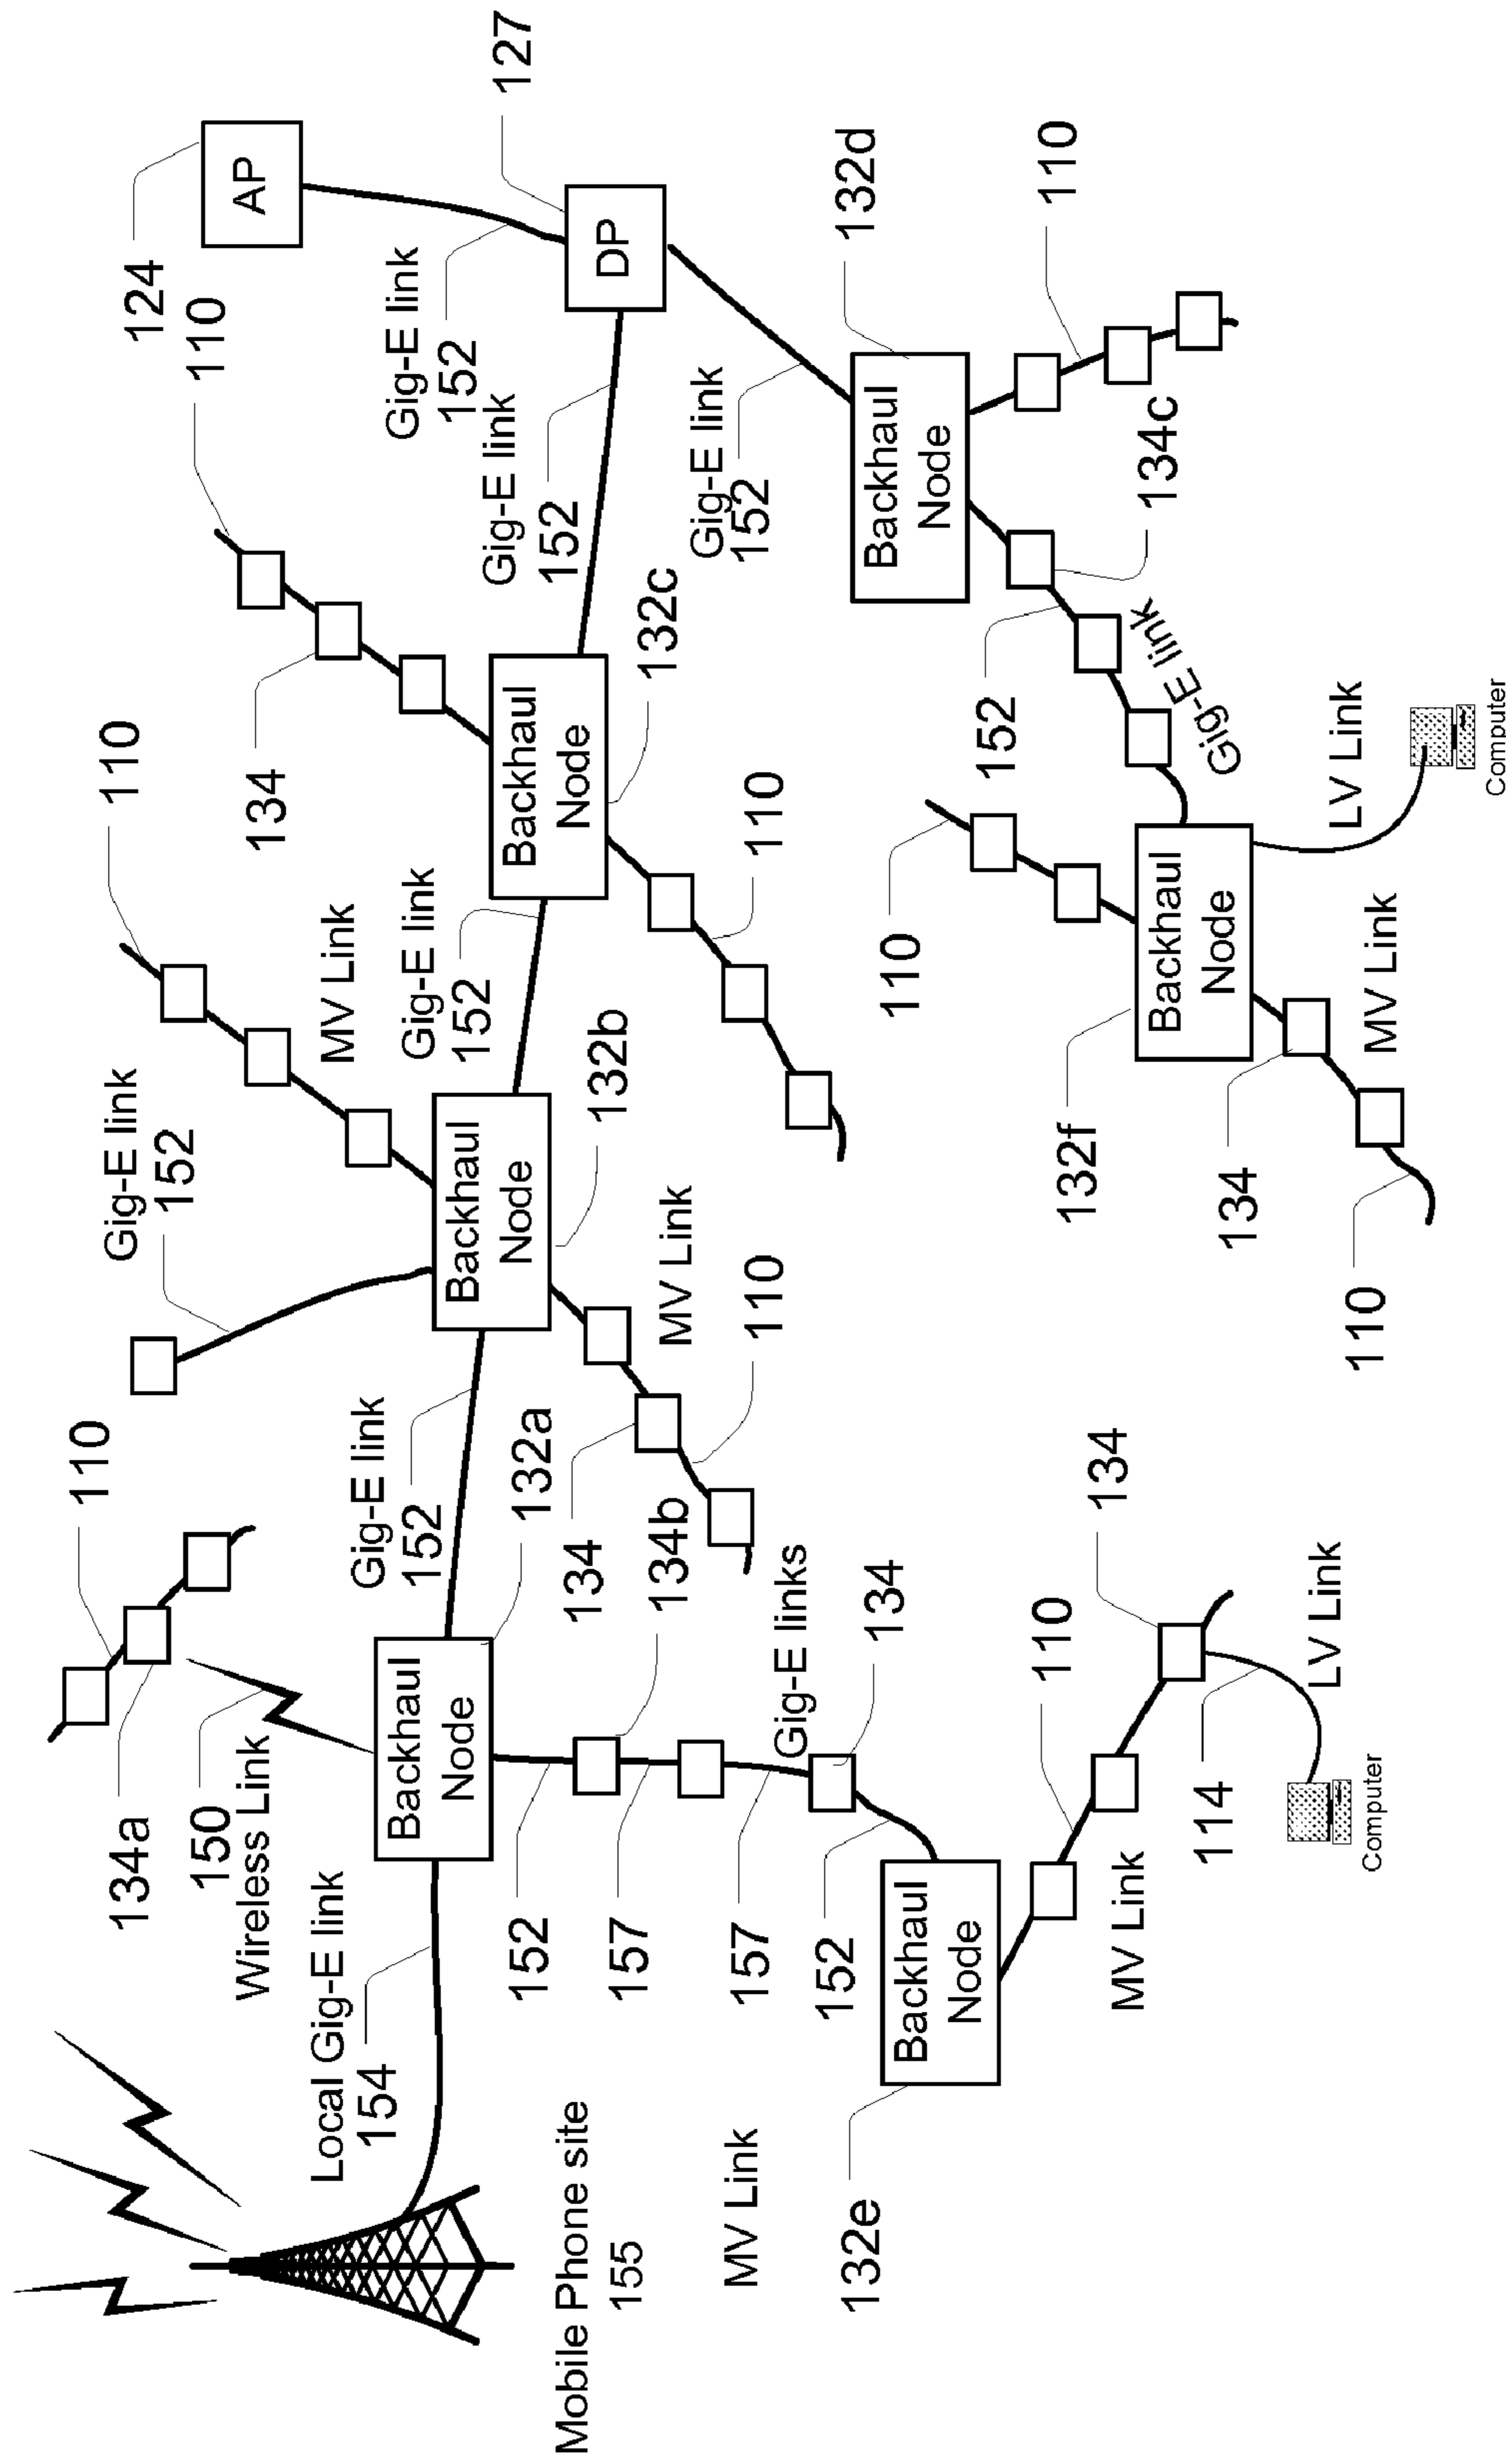 110
Gig-E link
152
110
124
110
134a
150
Wireless Link
AP
134
Local Gig-E link
154
MV Link
Gig-E link
152
Gig-E link
152
Gig-E link
152
Gig-E link
152
127
DP
Backhaul
Node
132a
Backhaul
Node
132b
Backhaul
Node
132c
Mobile Phone site
155
152
157
134
134b
MV Link
110
110
Gig-E link
152
MV Link
157
Gig-E links
152
134
132d
Backhaul
Node
132e
Backhaul
Node
110
110
152
Gig-E link
134c
110
134
132f
Backhaul
Node
MV Link
114
134
LV Link
Computer
110
MV Link
LV Link
Computer